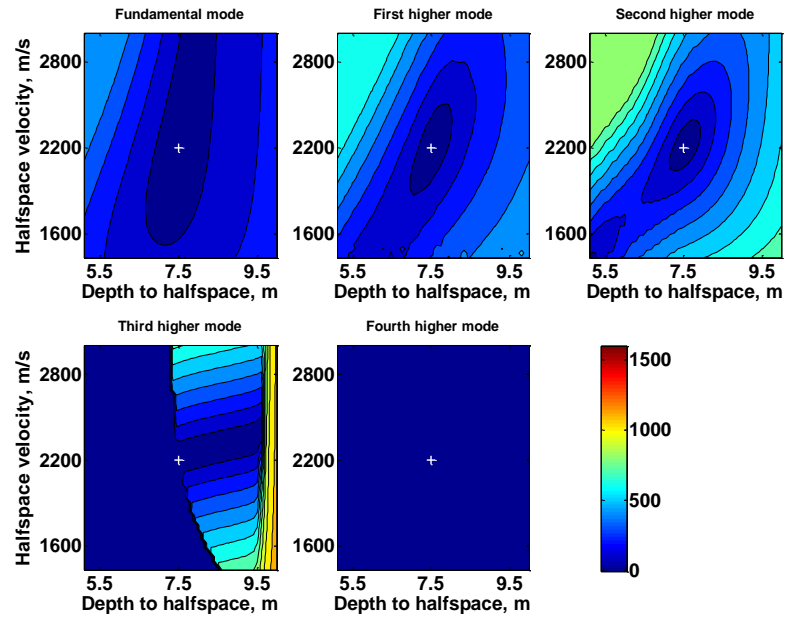 Fundamental mode
First higher mode
Second higher mode
Halfspace velocity, m/s
2800
2200
1600
5.5 7.5 9.5
Depth to halfspace, m
2800
2200
1600
5.5 7.5 9.5
Depth to halfspace, m
2800
2200
1600
5.5 7.5 9.5
Depth to halfspace, m
Third higher mode
Fourth higher mode
Halfspace velocity, m/s
2800
2200
1600
5.5 7.5 9.5
Depth to halfspace, m
2800
2200
1600
5.5 7.5 9.5
Depth to halfspace, m
1500
1000
500
0